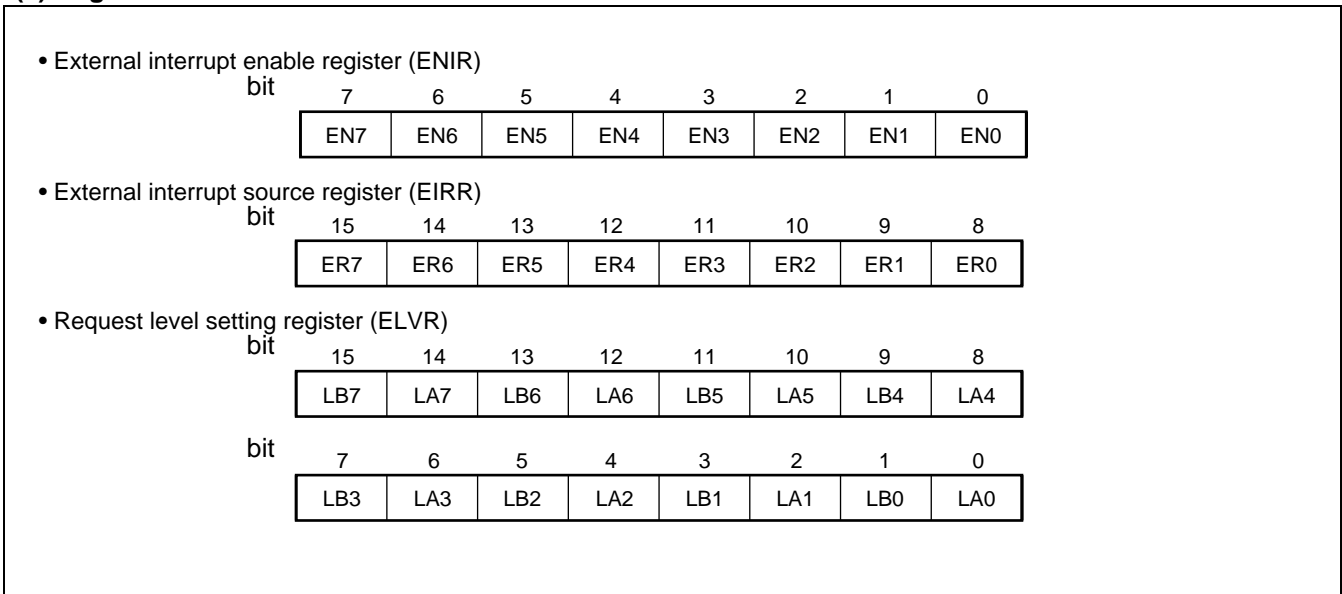 • External interrupt enable register (ENIR)
bit 7 6 5 4 3 2 1 0
EN7 EN6 EN5 EN4 EN3 EN2 EN1 EN0
• External interrupt source register (EIRR)
bit 15 14 13 12 11 10 9 8
ER7 ER6 ER5 ER4 ER3 ER2 ER1 ER0
• Request level setting register (ELVR)
bit 15 14 13 12 11 10 9 8
LB7 LA7 LB6 LA6 LB5 LA5 LB4 LA4
bit 7 6 5 4 3 2 1 0
LB3 LA3 LB2 LA2 LB1 LA1 LB0 LA0